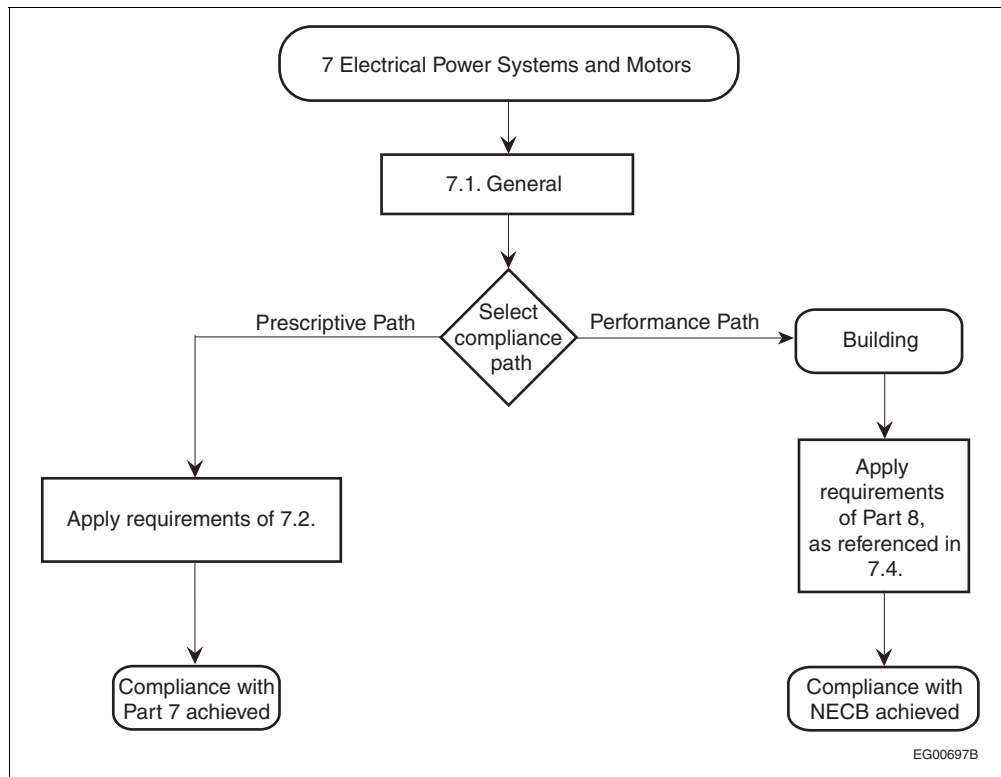 7 Electrical Power Systems and Motors
7.1. General
Select
compliance
path
Prescriptive Path
Performance Path
Building
Apply requirements of 7.2.
Apply
requirements
of Part 8,
as referenced in
7.4.
Compliance with
Part 7 achieved
Compliance with
NECB achieved
EG00697B